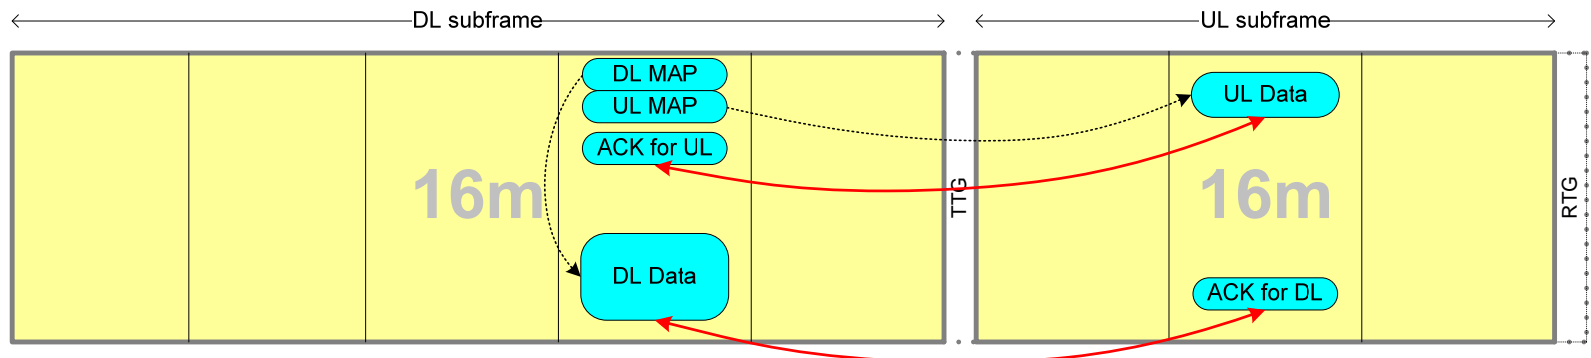 DL subframe
UL subframe
DL MAP
UL MAP
ACK for UL
16m
DL Data
TTG
UL Data
16m
ACK for DL
RTG